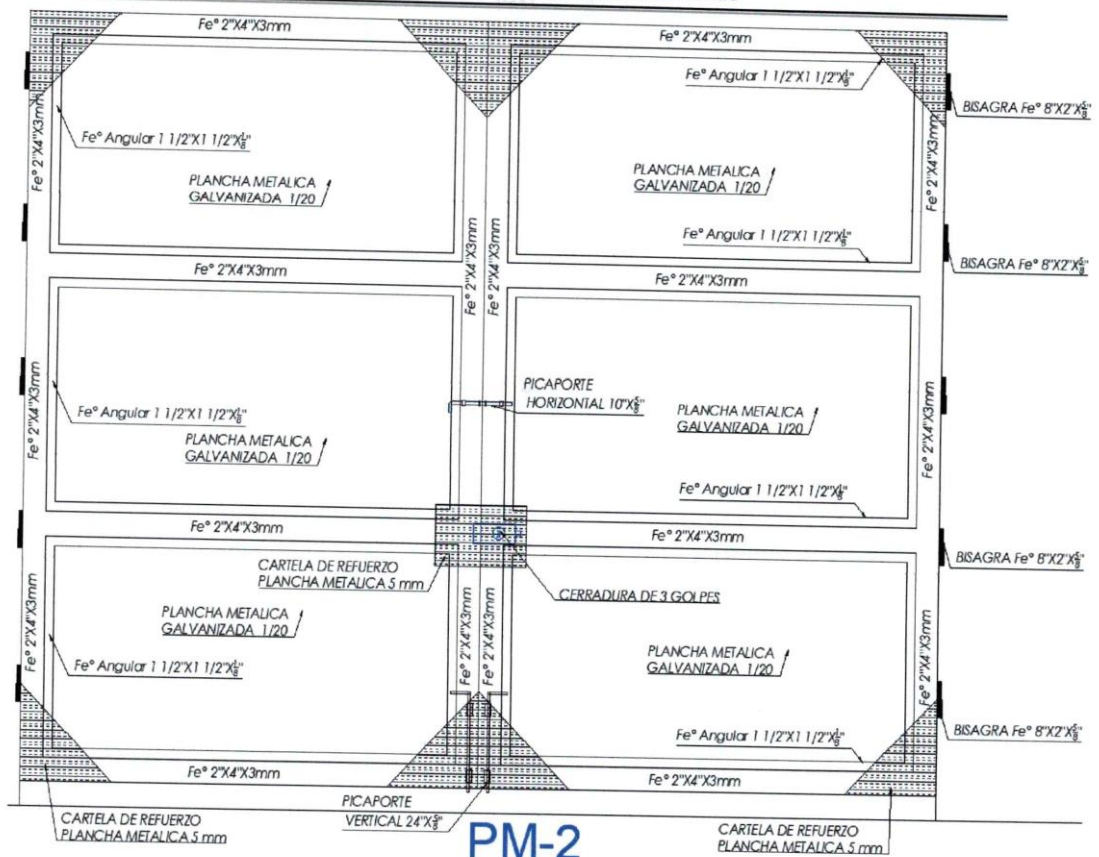 Fe° 2"X4"X3mm
Fe° 2"X4"X3mm
Fe° Angular 1 1/2"X1 1/2"X1/8"
BISAGRA Fe° 8"X2"X5/8"
Fe° 2"X4"X3mm
Fe° Angular 1 1/2"X1 1/2"X1/8"
Fe° 2"X4"X3mm
PLANCHA METALICA
GALVANIZADA 1/20
PLANCHA METALICA
GALVANIZADA 1/20
Fe° 2"X4"X3mm
Fe° 2"X4"X3mm
Fe° Angular 1 1/2"X1 1/2"X1/8"
BISAGRA Fe° 8"X2"X5/8"
Fe° 2"X4"X3mm
Fe° 2"X4"X3mm
PICAPORTE
HORIZONTAL 10"X5/8"
Fe° 2"X4"X3mm
Fe° Angular 1 1/2"X1 1/2"X1/8"
PLANCHA METALICA
GALVANIZADA 1/20
PLANCHA METALICA
GALVANIZADA 1/20
Fe° 2"X4"X3mm
Fe° Angular 1 1/2"X1 1/2"X1/8"
Fe° 2"X4"X3mm
Fe° 2"X4"X3mm
BISAGRA Fe° 8"X2"X5/8"
CARTELA DE REFUERZO
PLANCHA METALICA 5 mm
CERRADURA DE 3 GOLPES
Fe° 2"X4"X3mm
PLANCHA METALICA
GALVANIZADA 1/20
Fe° 2"X4"X3mm
Fe° 2"X4"X3mm
PLANCHA METALICA
GALVANIZADA 1/20
Fe° 2"X4"X3mm
Fe° Angular 1 1/2"X1 1/2"X1/8"
Fe° Angular 1 1/2"X1 1/2"X1/8"
BISAGRA Fe° 8"X2"X5/8"
Fe° 2"X4"X3mm
Fe° 2"X4"X3mm
CARTELA DE REFUERZO
PLANCHA METALICA 5 mm
PICAPORTE
VERTICAL 24"X5/8"
CARTELA DE REFUERZO
PLANCHA METALICA 5 mm
PM-2